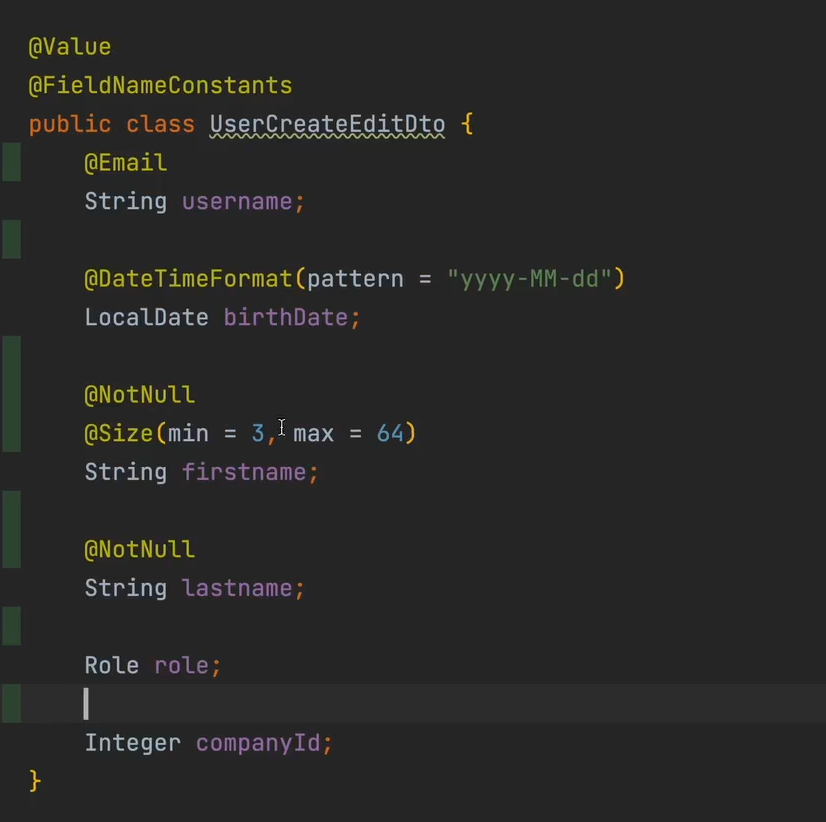 @Value
@FieldNameConstants
public class UserCreateEditDto {
@Email
String username;
@DateTimeFormat(pattern = "yyyy-MM-dd")
LocalDate birthDate;
@NotNull
@Size(min = 3, max = 64)
String firstname;
@NotNull
String lastname;
Role role;
Integer companyId;
}